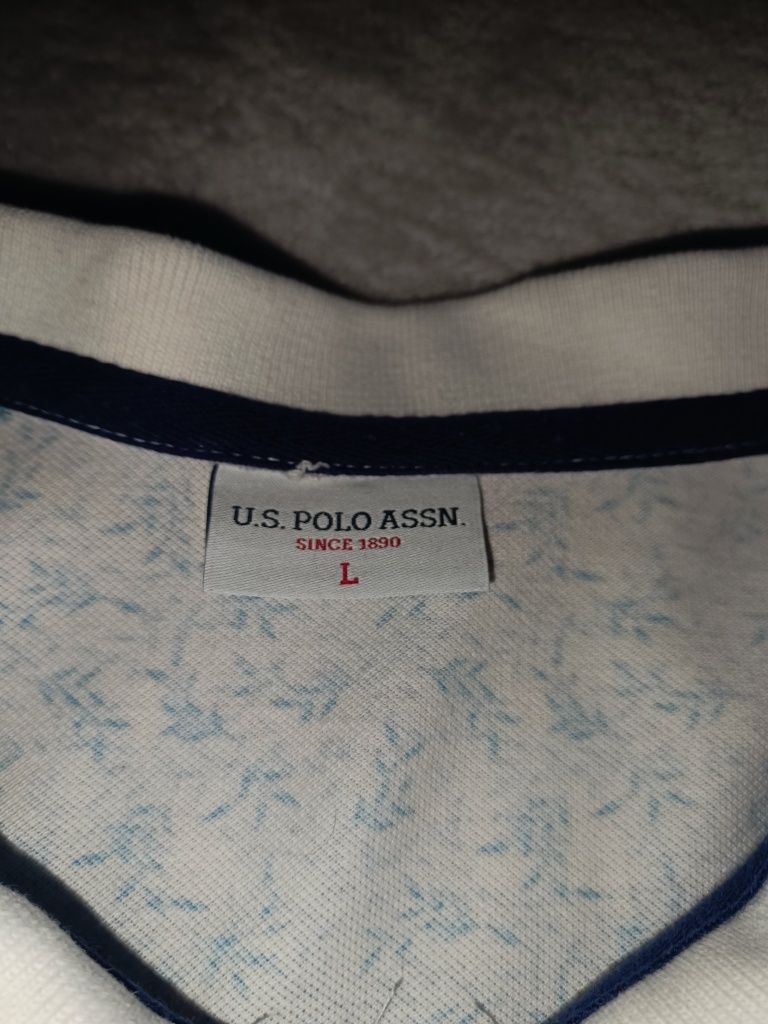 U.S. POLO ASSN.
SINCE 1890
L